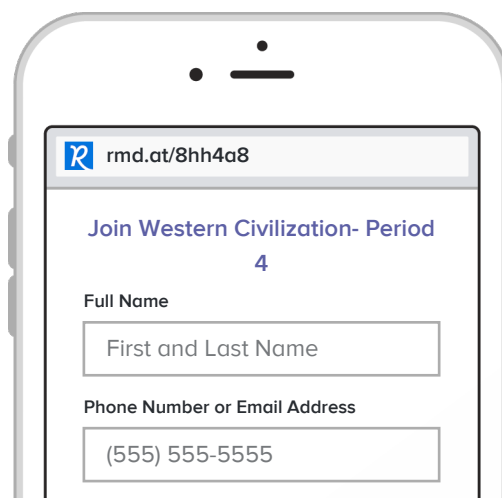 R rmd.at/8hh4a8
Join Western Civilization- Period
4
Full Name
First and Last Name
Phone Number or Email Address
(555) 555-5555